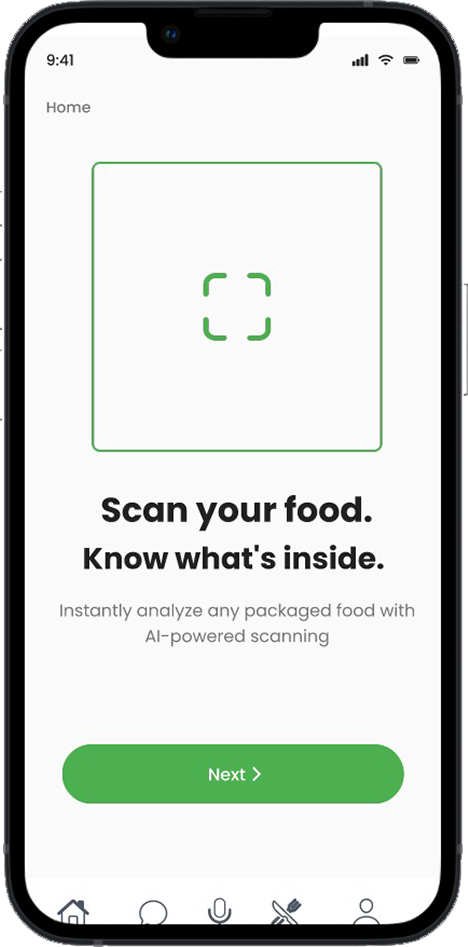 9:41
Home
Scan your food.
Know what's inside.
Instantly analyze any packaged food with
AI-powered scanning
Next